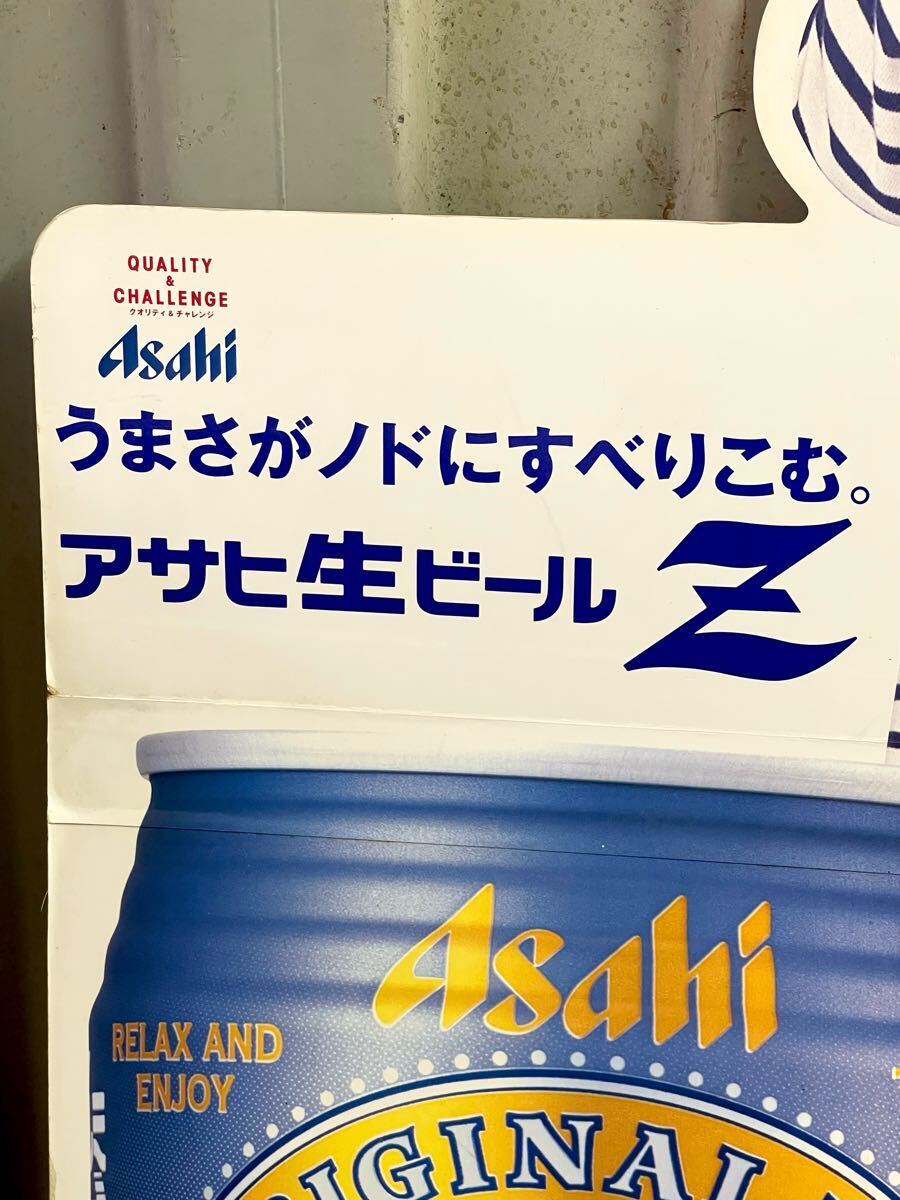 QUALITY
&
CHALLENGE
クオリティ&チャレンジ
Asahi
うまさがノドにすべりこむ。
アサヒ生ビール Z
Asahi
RELAX AND
ENJOY
ORIGINAL